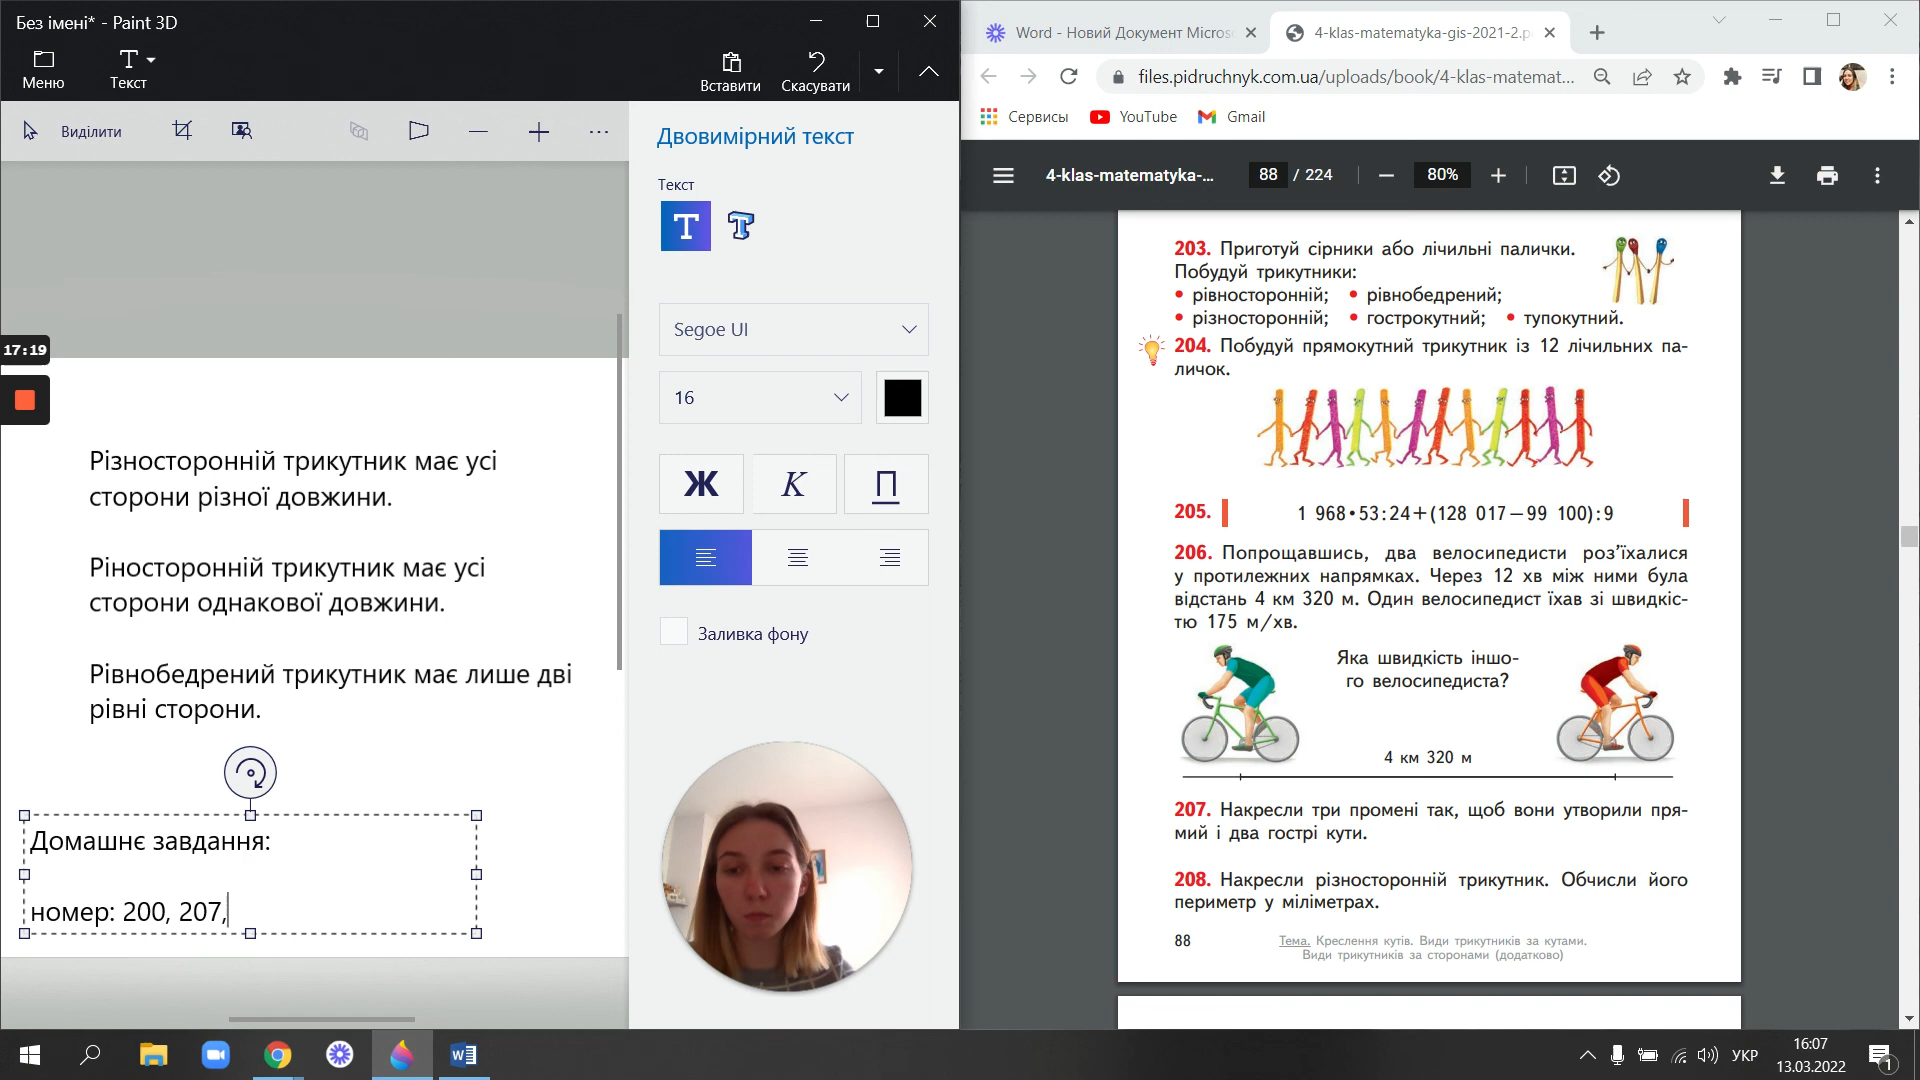 Без імені* - Paint 3D
Меню
Текст
Вставити
Скасувати
Виділити
Двовимірний текст
Текст
Segoe UI
16
Ж
К
П
Заливка фону
17:19
Різносторонній трикутник має усі
сторони різної довжини.
Ріносторонній трикутник має усі
сторони однакової довжини.
Рівнобедрений трикутник має лише дві
рівні сторони.
Домашнє завдання:
номер: 200, 207,
Word - Новий Документ Micros
4-klas-matematyka-gis-2021-2.p
files.pidruchnyk.com.ua/uploads/book/4-klas-matemat...
Сервисы
YouTube
Gmail
4-klas-matematyka-...
88 / 224
80%
203. Приготуй сірники або лічильні палички.
Побудуй трикутники:
• рівносторонній; • рівнобедрений;
• різносторонній; • гострокутний; • тупокутний.
204. Побудуй прямокутний трикутник із 12 лічильних па-
личок.
205. 1 968•53:24+(128 017–99 100):9
206. Попрощавшись, два велосипедисти роз’їхалися
у протилежних напрямках. Через 12 хв між ними була
відстань 4 км 320 м. Один велосипедист їхав зі швидкіс-
тю 175 м/хв.
Яка швидкість іншо-
го велосипедиста?
4 км 320 м
207. Накресли три промені так, щоб вони утворили пря-
мий і два гострі кути.
208. Накресли різносторонній трикутник. Обчисли його
периметр у міліметрах.
88
Тема. Креслення кутів. Види трикутників за кутами.
Види трикутників за сторонами (додатково)
УКР
16:07
13.03.2022
1